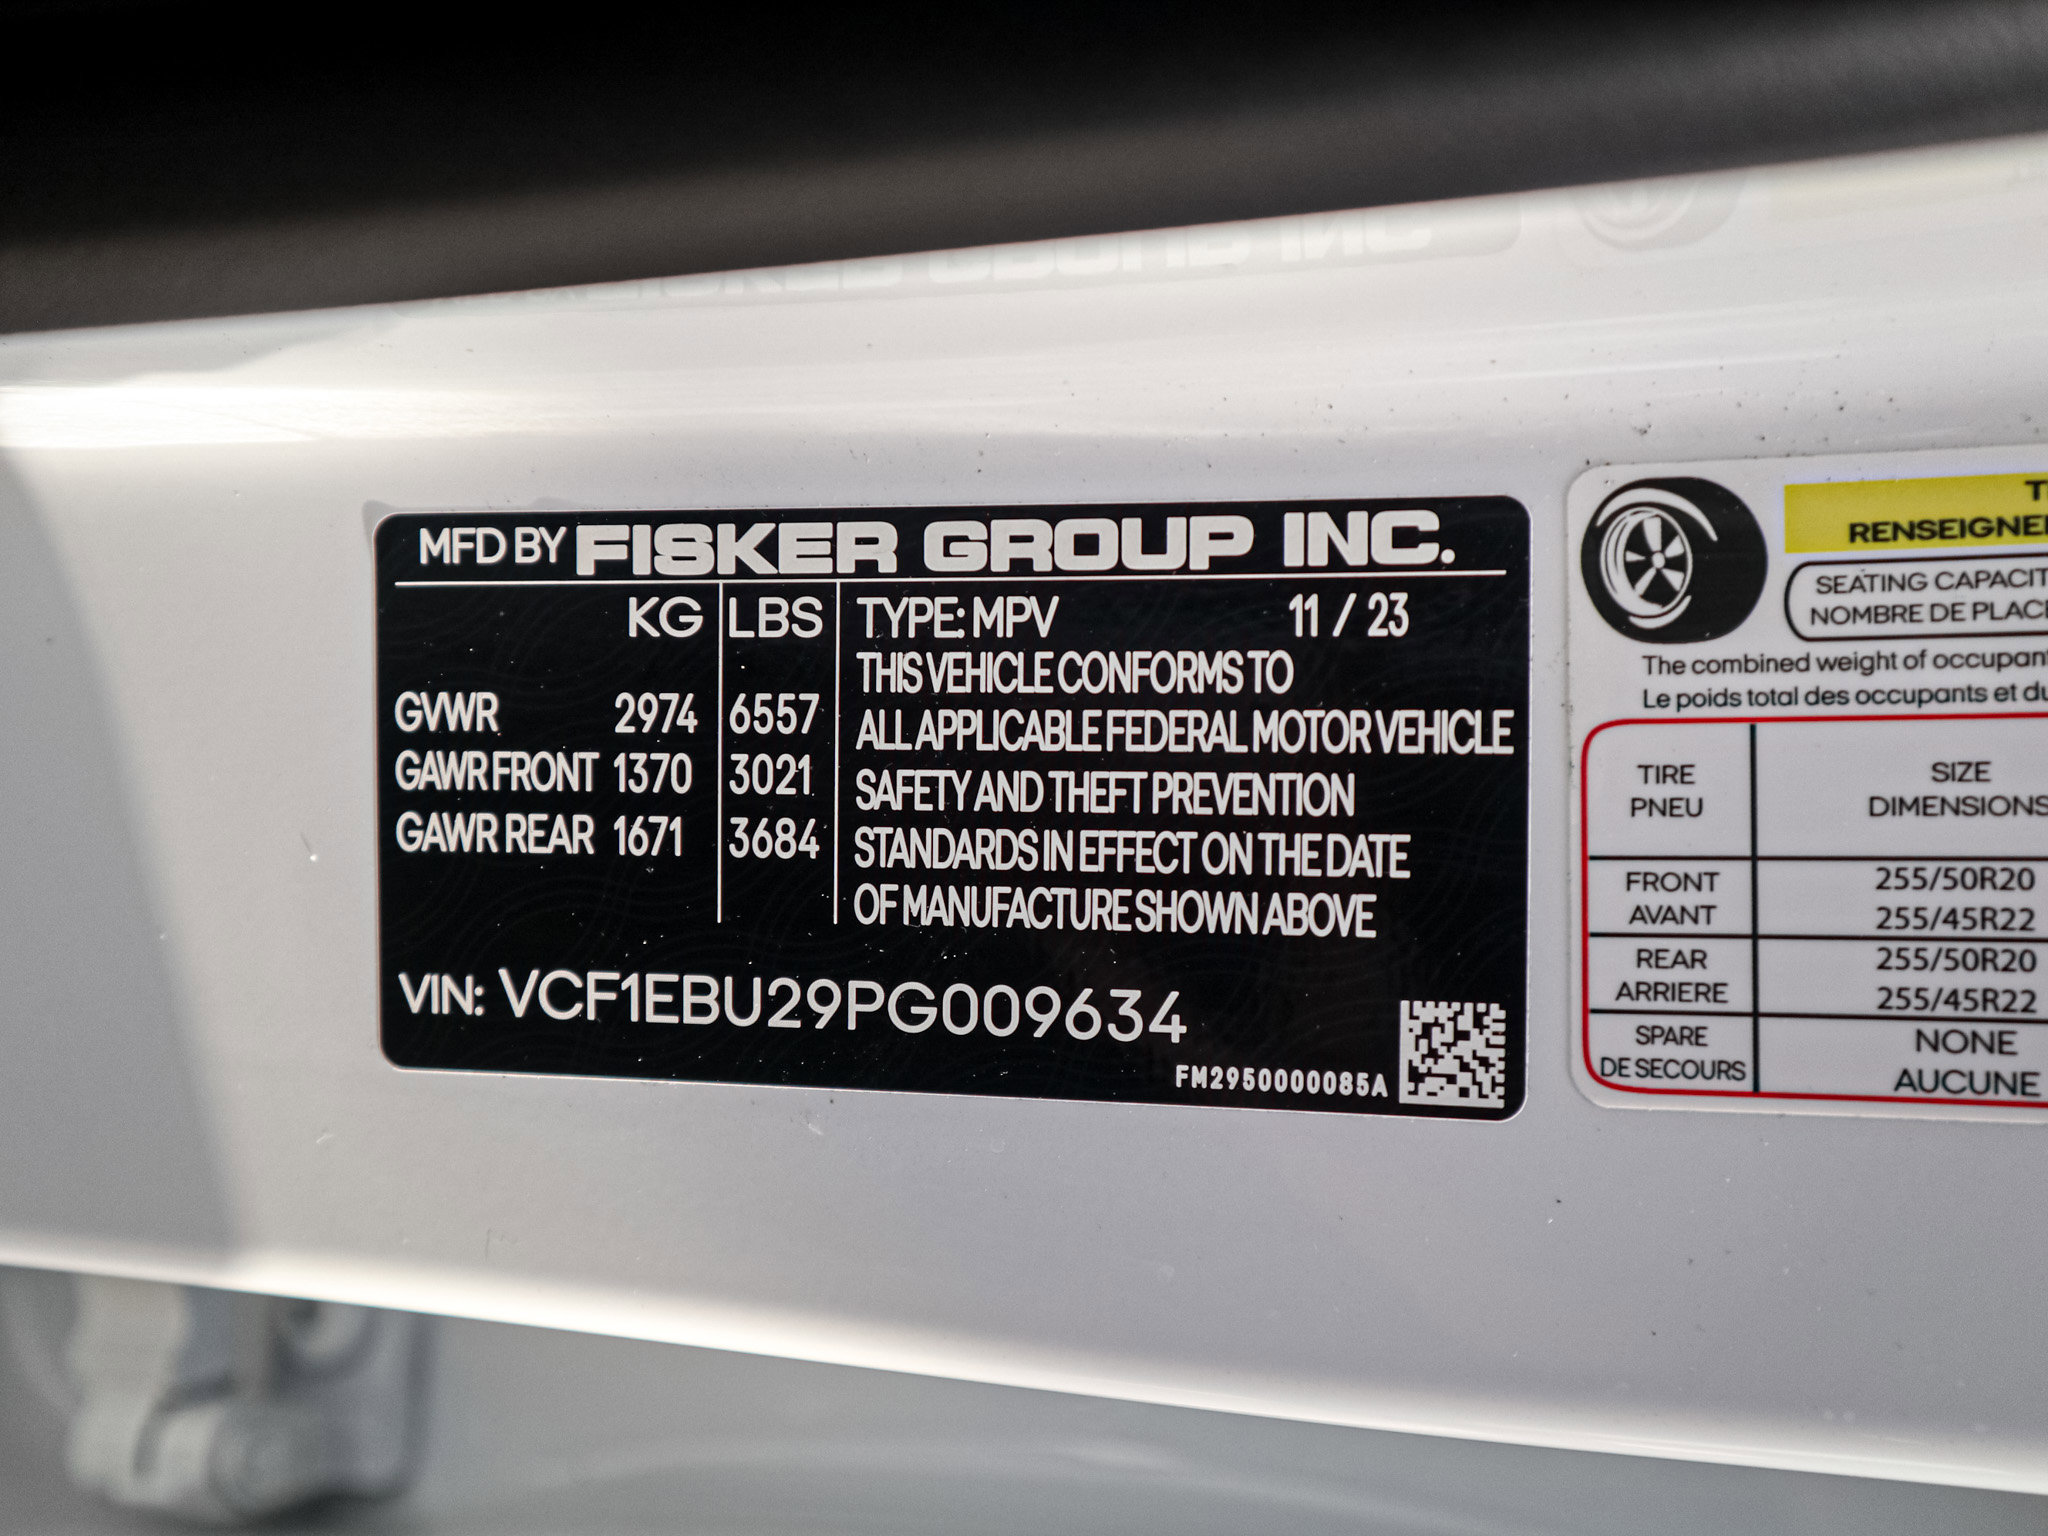 MFD BY FISKER GROUP INC.
KG LBS
GVWR 2974 6557
GAWR FRONT 1370 3021
GAWR REAR 1671 3684
TYPE: MPV 11 / 23
THIS VEHICLE CONFORMS TO
ALL APPLICABLE FEDERAL MOTOR VEHICLE
SAFETY AND THEFT PREVENTION
STANDARDS IN EFFECT ON THE DATE
OF MANUFACTURE SHOWN ABOVE
VIN: VCF1EBU29PG009634
FM2950000085A
SEATING CAPACIT
NOMBRE DE PLACE
The combined weight of occupan
Le poids total des occupants et du
TIRE SIZE
PNEU DIMENSIONS
FRONT 255/50R20
AVANT 255/45R22
REAR 255/50R20
ARRIERE 255/45R22
SPARE NONE
DE SECOURS AUCUNE